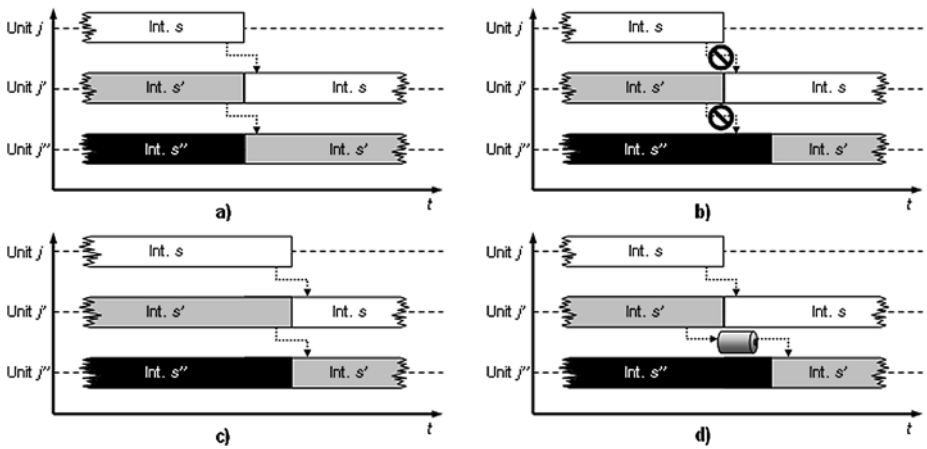 Unit j
Int. s
Unit j'
Int. s'
Int. s
Unit j''
Int. s''
Int. s'
t
a)
Unit j
Int. s
Unit j'
Int. s'
Int. s
Unit j''
Int. s''
Int. s'
t
b)
Unit j
Int. s
Unit j'
Int. s'
Int. s
Unit j''
Int. s''
Int. s'
t
c)
Unit j
Int. s
Unit j'
Int. s'
Int. s
Unit j''
Int. s''
Int. s'
t
d)